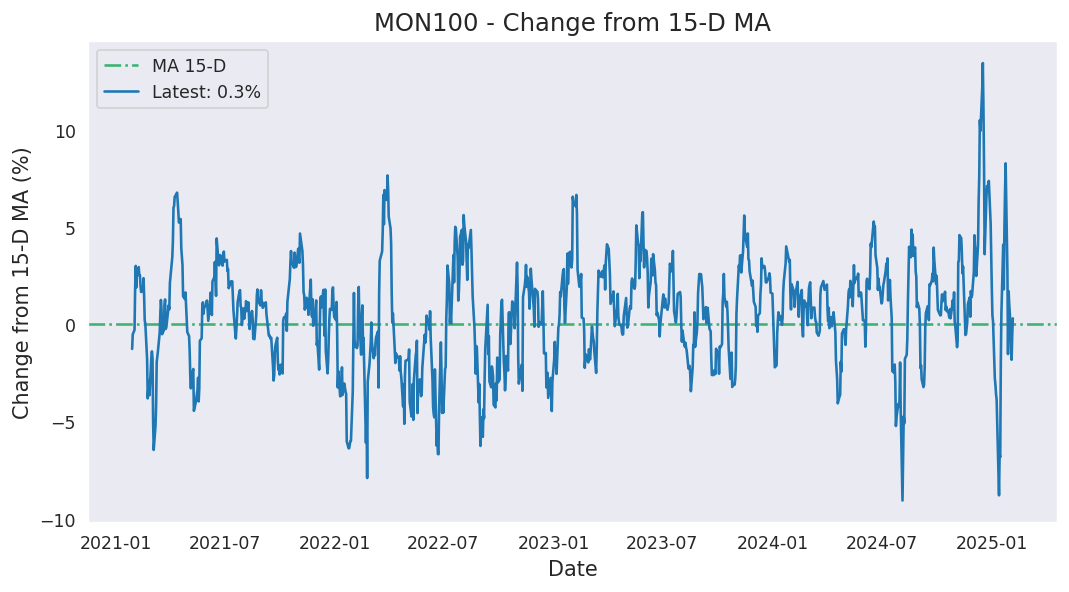 MON100 - Change from 15-D MA
MA 15-D
Latest: 0.3%
Change from 15-D MA (%)
10
5
0
−5
−10
2021-01 2021-07 2022-01 2022-07 2023-01 2023-07 2024-01 2024-07 2025-01
Date